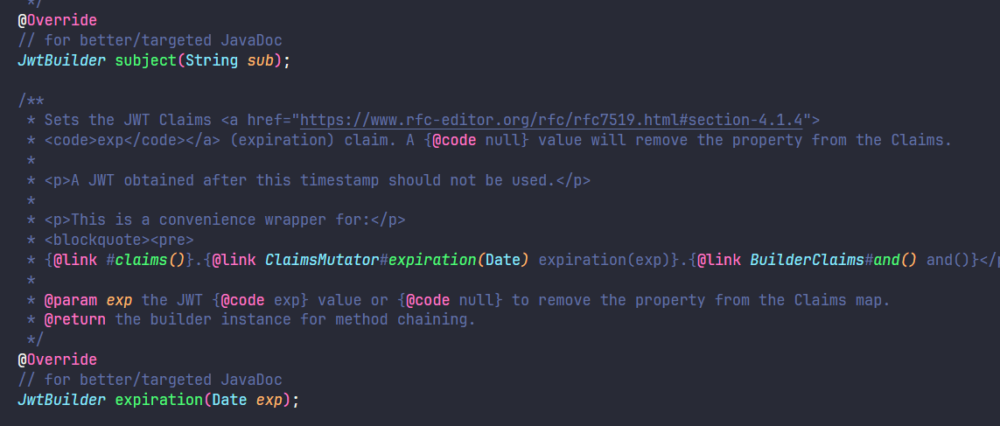 */
@Override
// for better/targeted JavaDoc
JwtBuilder subject(String sub);
/**
* Sets the JWT Claims <a href="https://www.rfc-editor.org/rfc/rfc7519.html#section-4.1.4">
* <code>exp</code></a> (expiration) claim. A {@code null} value will remove the property from the Claims.
*
* <p>A JWT obtained after this timestamp should not be used.</p>
*
* <p>This is a convenience wrapper for:</p>
* <blockquote><pre>
* {@link #claims()}.{@link ClaimsMutator#expiration(Date) expiration(exp)}.{@link BuilderClaims#and() and()}</
*
* @param exp the JWT {@code exp} value or {@code null} to remove the property from the Claims map.
* @return the builder instance for method chaining.
*/
@Override
// for better/targeted JavaDoc
JwtBuilder expiration(Date exp);